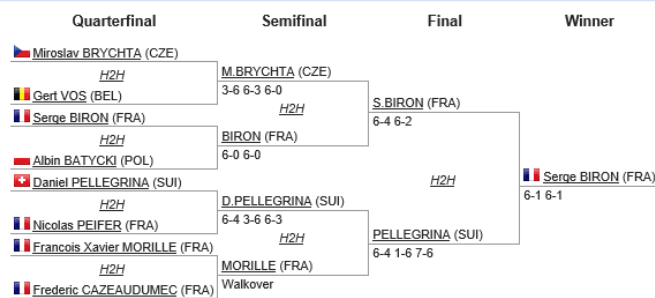 Quarterfinal
Semifinal
Final
Winner
Miroslav BRYCHTA (CZE)
H2H
Gert VOS (BEL)
Serge BIRON (FRA)
H2H
Albin BATYCKI (POL)
Daniel PELLEGRINA (SUI)
H2H
Nicolas PEIFER (FRA)
Francois Xavier MORILLE (FRA)
H2H
Frederic CAZEAUDUMEC (FRA)
M.BRYCHTA (CZE)
3-6 6-3 6-0
H2H
BIRON (FRA)
6-0 6-0
D.PELLEGRINA (SUI)
6-4 3-6 6-3
H2H
MORILLE (FRA)
Walkover
S.BIRON (FRA)
6-4 6-2
H2H
PELLEGRINA (SUI)
6-4 1-6 7-6
Serge BIRON (FRA)
6-1 6-1